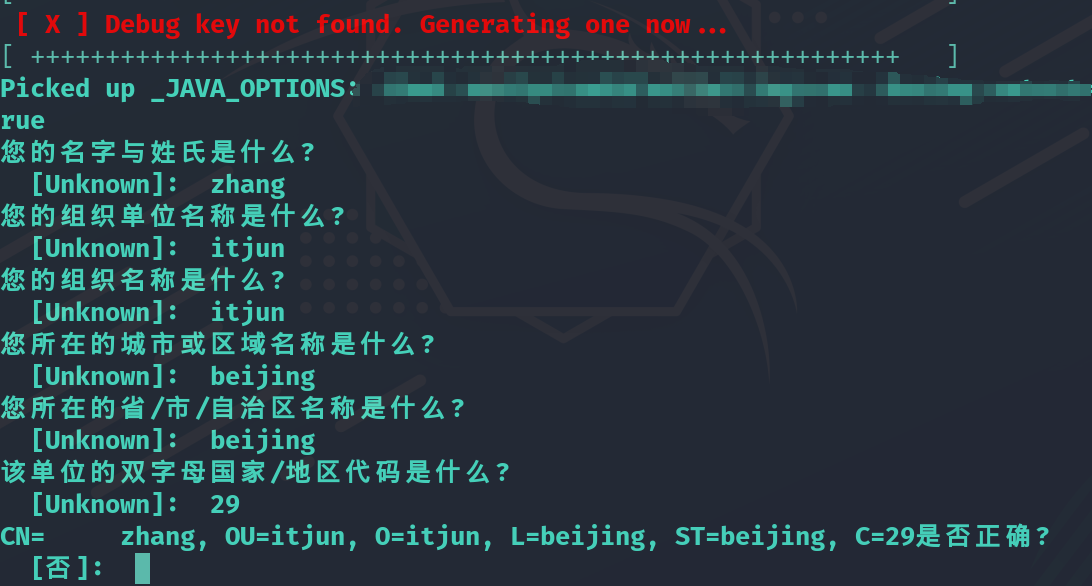 [ X ] Debug key not found. Generating one now...
[ ++++++++++++++++++++++++++++++++++++++++++++++++++++++++++ ]
Picked up _JAVA_OPTIONS:
rue
您的名字与姓氏是什么?
[Unknown]: zhang
您的组织单位名称是什么?
[Unknown]: itjun
您的组织名称是什么?
[Unknown]: itjun
您所在的城市或区域名称是什么?
[Unknown]: beijing
您所在的省/市/自治区名称是什么?
[Unknown]: beijing
该单位的双字母国家/地区代码是什么?
[Unknown]: 29
CN= zhang, OU=itjun, O=itjun, L=beijing, ST=beijing, C=29是否正确?
[否]: